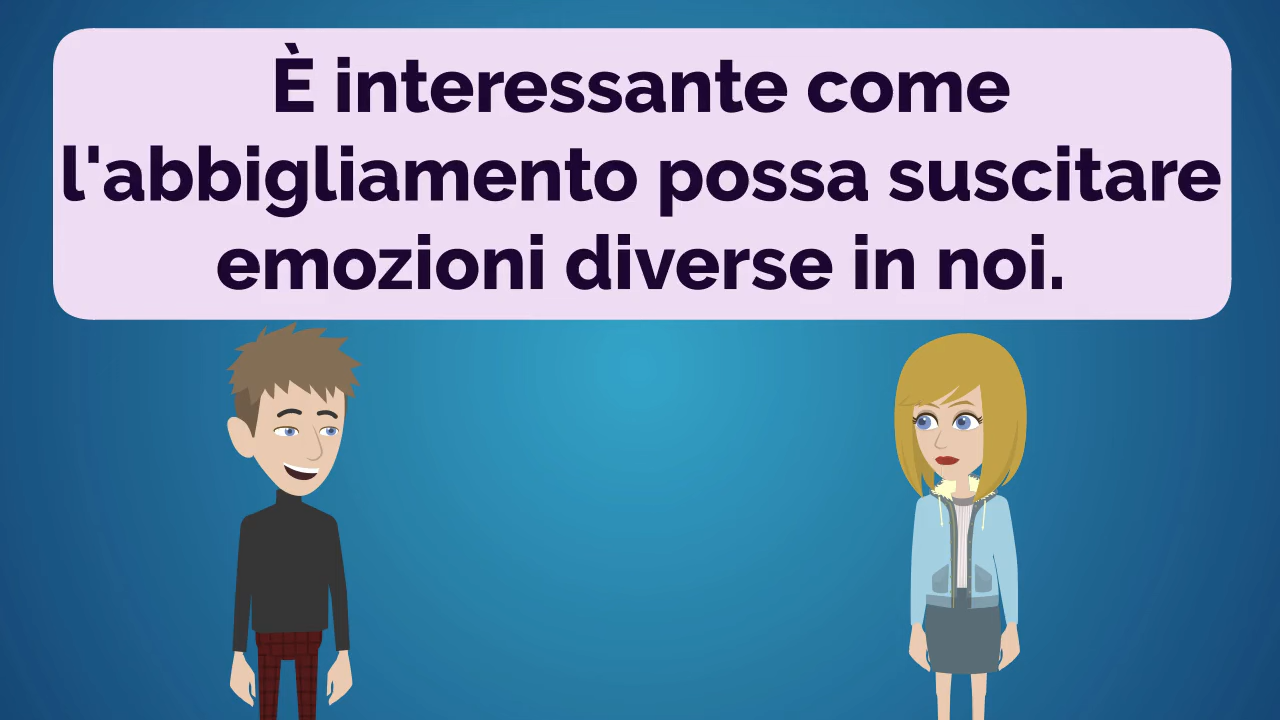 È interessante come
l'abbigliamento possa suscitare
emozioni diverse in noi.